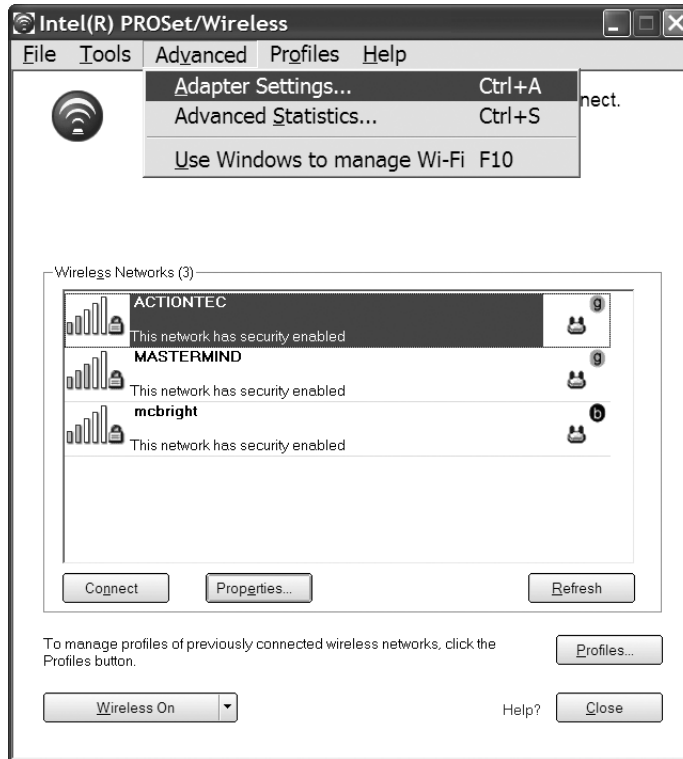 Intel(R) PROSet/Wireless
File Tools Advanced Profiles Help
Adapter Settings... Ctrl+A
nect.
Advanced Statistics... Ctrl+S
Use Windows to manage Wi-Fi F10
Wireless Networks (3)
ACTIONTEC
g
This network has security enabled
MASTERMIND
g
This network has security enabled
mcbright
b
This network has security enabled
Connect Properties... Refresh
To manage profiles of previously connected wireless networks, click the
Profiles button.
Profiles...
Wireless On Help? Close